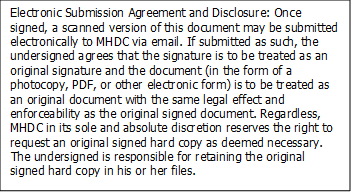 Electronic Submission Agreement and Disclosure: Once
signed, a scanned version of this document may be submitted
electronically to MHDC via email. If submitted as such, the
undersigned agrees that the signature is to be treated as an
original signature and the document (in the form of a
photocopy, PDF, or other electronic form) is to be treated as
an original document with the same legal effect and
enforceability as the original signed document. Regardless,
MHDC in its sole and absolute discretion reserves the right to
request an original signed hard copy as deemed necessary.
The undersigned is responsible for retaining the original
signed hard copy in his or her files.